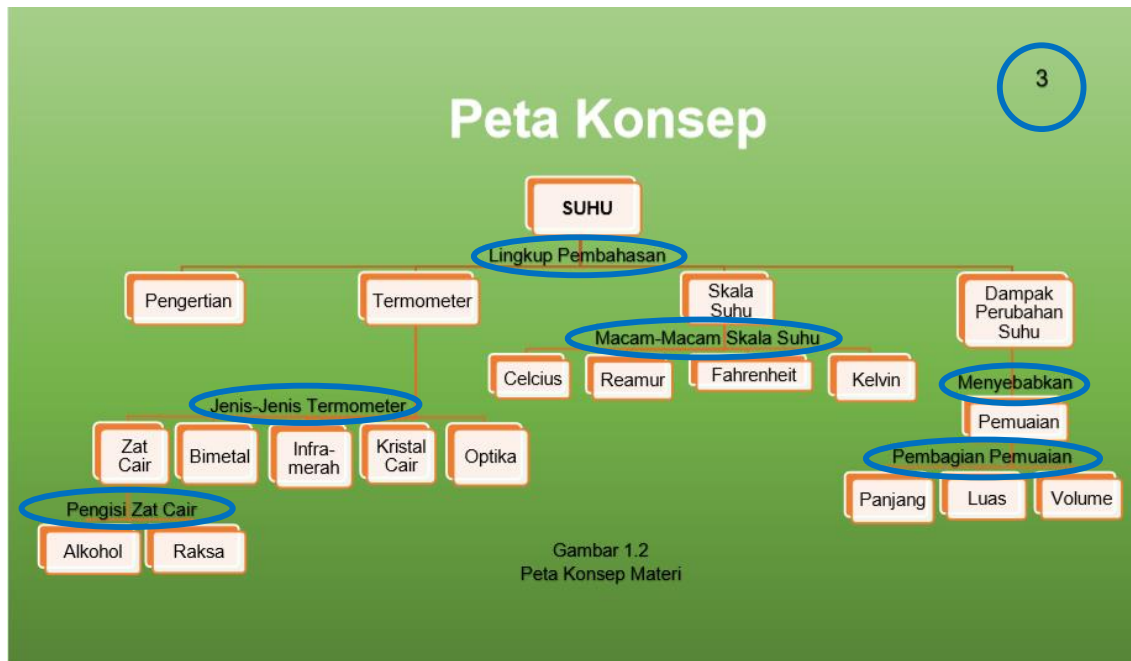 3
Peta Konsep
SUHU
Lingkup Pembahasan
Pengertian
Termometer
Skala
Suhu
Dampak
Perubahan
Suhu
Macam-Macam Skala Suhu
Celcius
Reamur
Fahrenheit
Kelvin
Menyebabkan
Pemuaian
Jenis-Jenis Termometer
Zat
Cair
Bimetal
Infra-
merah
Kristal
Cair
Optika
Pembagian Pemuaian
Panjang
Luas
Volume
Pengisi Zat Cair
Alkohol
Raksa
Gambar 1.2
Peta Konsep Materi